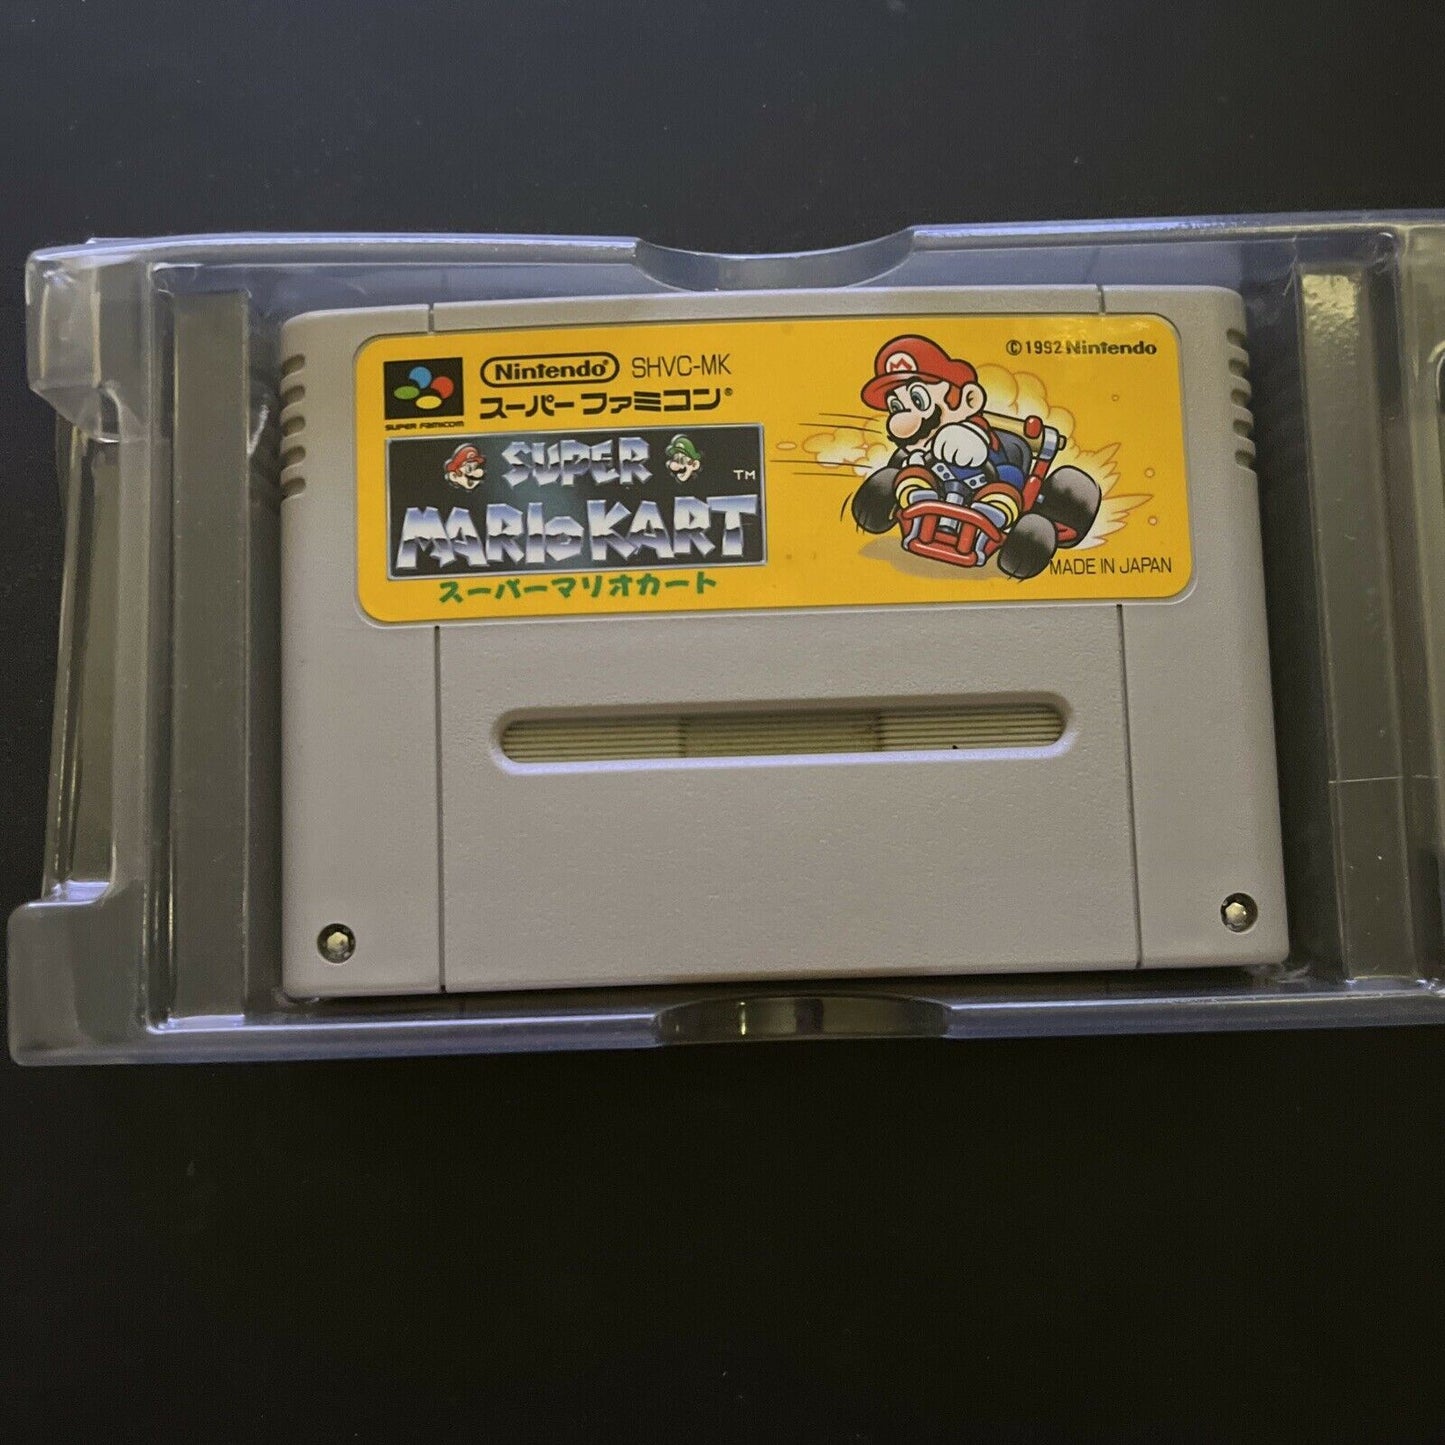 Nintendo® SHVC-MK
SUPER FAMICOM
スーパーファミコン®
SUPER
MARIO KART TM
スーパーマリオカート
M
© 1992 Nintendo
MADE IN JAPAN